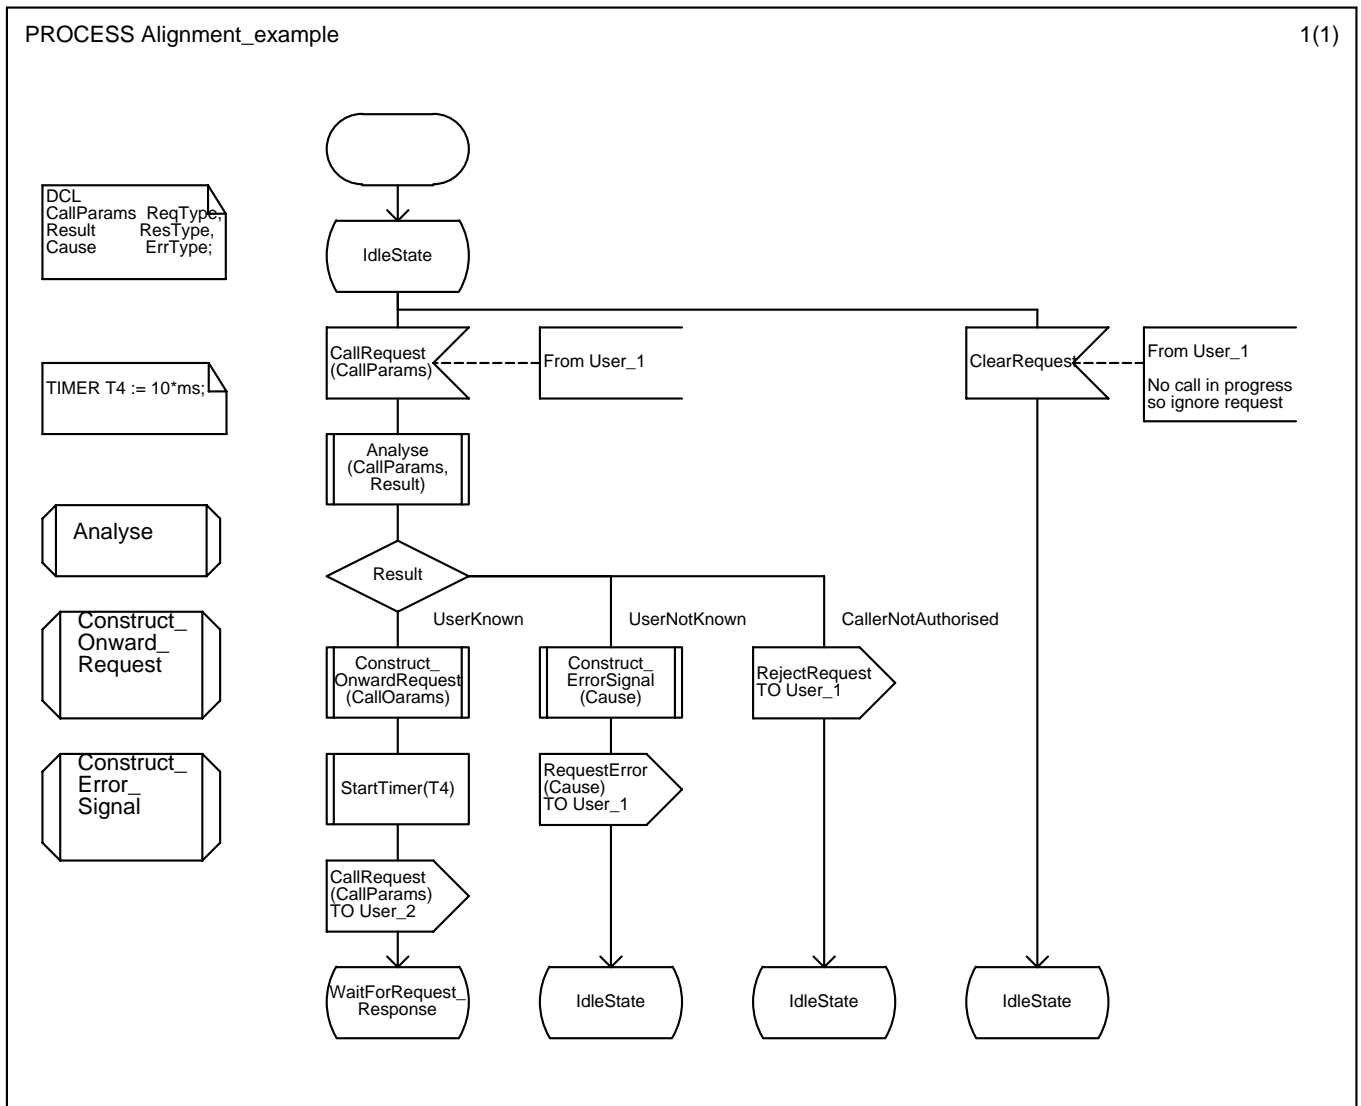 PROCESS Alignment_example
1(1)
DCL
CallParams ReqType,
Result ResType,
Cause ErrType;
IdleState
CallRequest
(CallParams)
From User_1
ClearRequest
From User_1
No call in progress
so ignore request
TIMER T4 := 10*ms;
Analyse
(CallParams,
Result)
Analyse
Result
UserKnown
UserNotKnown
CallerNotAuthorised
Construct_
Onward_
Request
Construct_
OnwardRequest
(CallOarams)
Construct_
ErrorSignal
(Cause)
RejectRequest
TO User_1
Construct_
Error_
Signal
StartTimer(T4)
RequestError
(Cause)
TO User_1
CallRequest
(CallParams)
TO User_2
WaitForRequest_
Response
IdleState
IdleState
IdleState